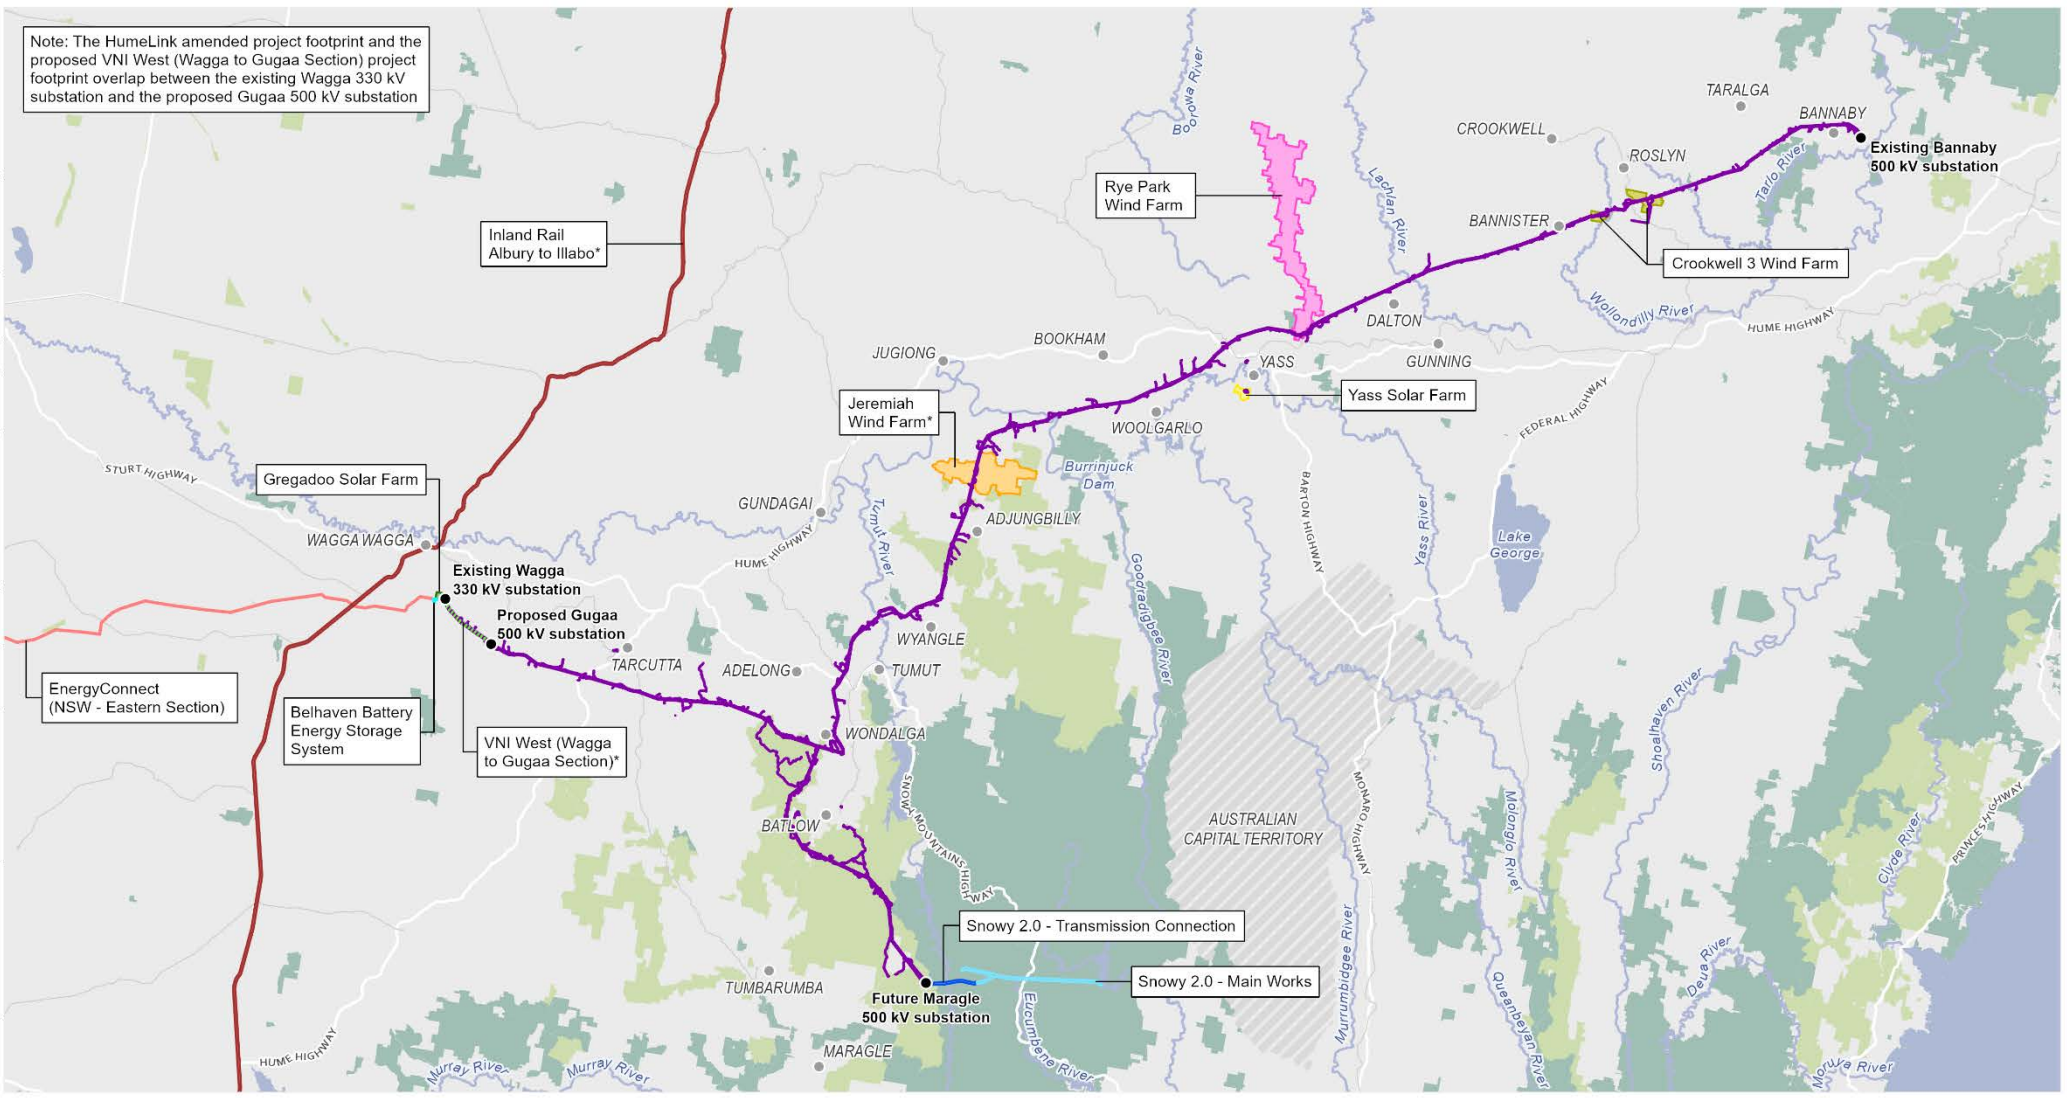 Note: The HumeLink amended project footprint and the
proposed VNI West (Wagga to Gugaa Section) project
footprint overlap between the existing Wagga 330 kV
substation and the proposed Gugaa 500 kV substation
Boorowa River
TARALGA
BANNABY
CROOKWELL
Existing Bannaby
500 kV substation
ROSLYN
Tarlo River
Rye Park
Wind Farm
Lachlan River
BANNISTER
Inland Rail
Albury to Illabo*
Crookwell 3 Wind Farm
Wollondilly River
HUME HIGHWAY
DALTON
BOOKHAM
JUGIONG
YASS
GUNNING
Yass Solar Farm
Jeremiah
Wind Farm*
FEDERAL HIGHWAY
WOOLGARLO
STURT HIGHWAY
Gregadoo Solar Farm
Burrinjuck
Dam
BARTON HIGHWAY
Yass River
GUNDAGAI
Tumut River
ADJUNGBILLY
WAGGA WAGGA
HUME HIGHWAY
Lake
George
Goodradigbee River
Existing Wagga
330 kV substation
Proposed Gugaa
500 kV substation
WYANGLE
TARCUTTA
ADELONG
TUMUT
EnergyConnect
(NSW - Eastern Section)
Belhaven Battery
Energy Storage
System
VNI West (Wagga
to Gugaa Section)*
WONDALGA
Shoalhaven River
SNOWY MOUNTAINS HIGHWAY
MONARO HIGHWAY
Molonglo River
BATLOW
AUSTRALIAN
CAPITAL TERRITORY
PRINCES HIGHWAY
Clyde River
Snowy 2.0 - Transmission Connection
Murrumbidgee River
Deua River
Snowy 2.0 - Main Works
TUMBARUMBA
Future Maragle
500 kV substation
Queanbeyan River
Eucumbene River
HUME HIGHWAY
MARAGLE
Murray River
Murray River
Moruya River